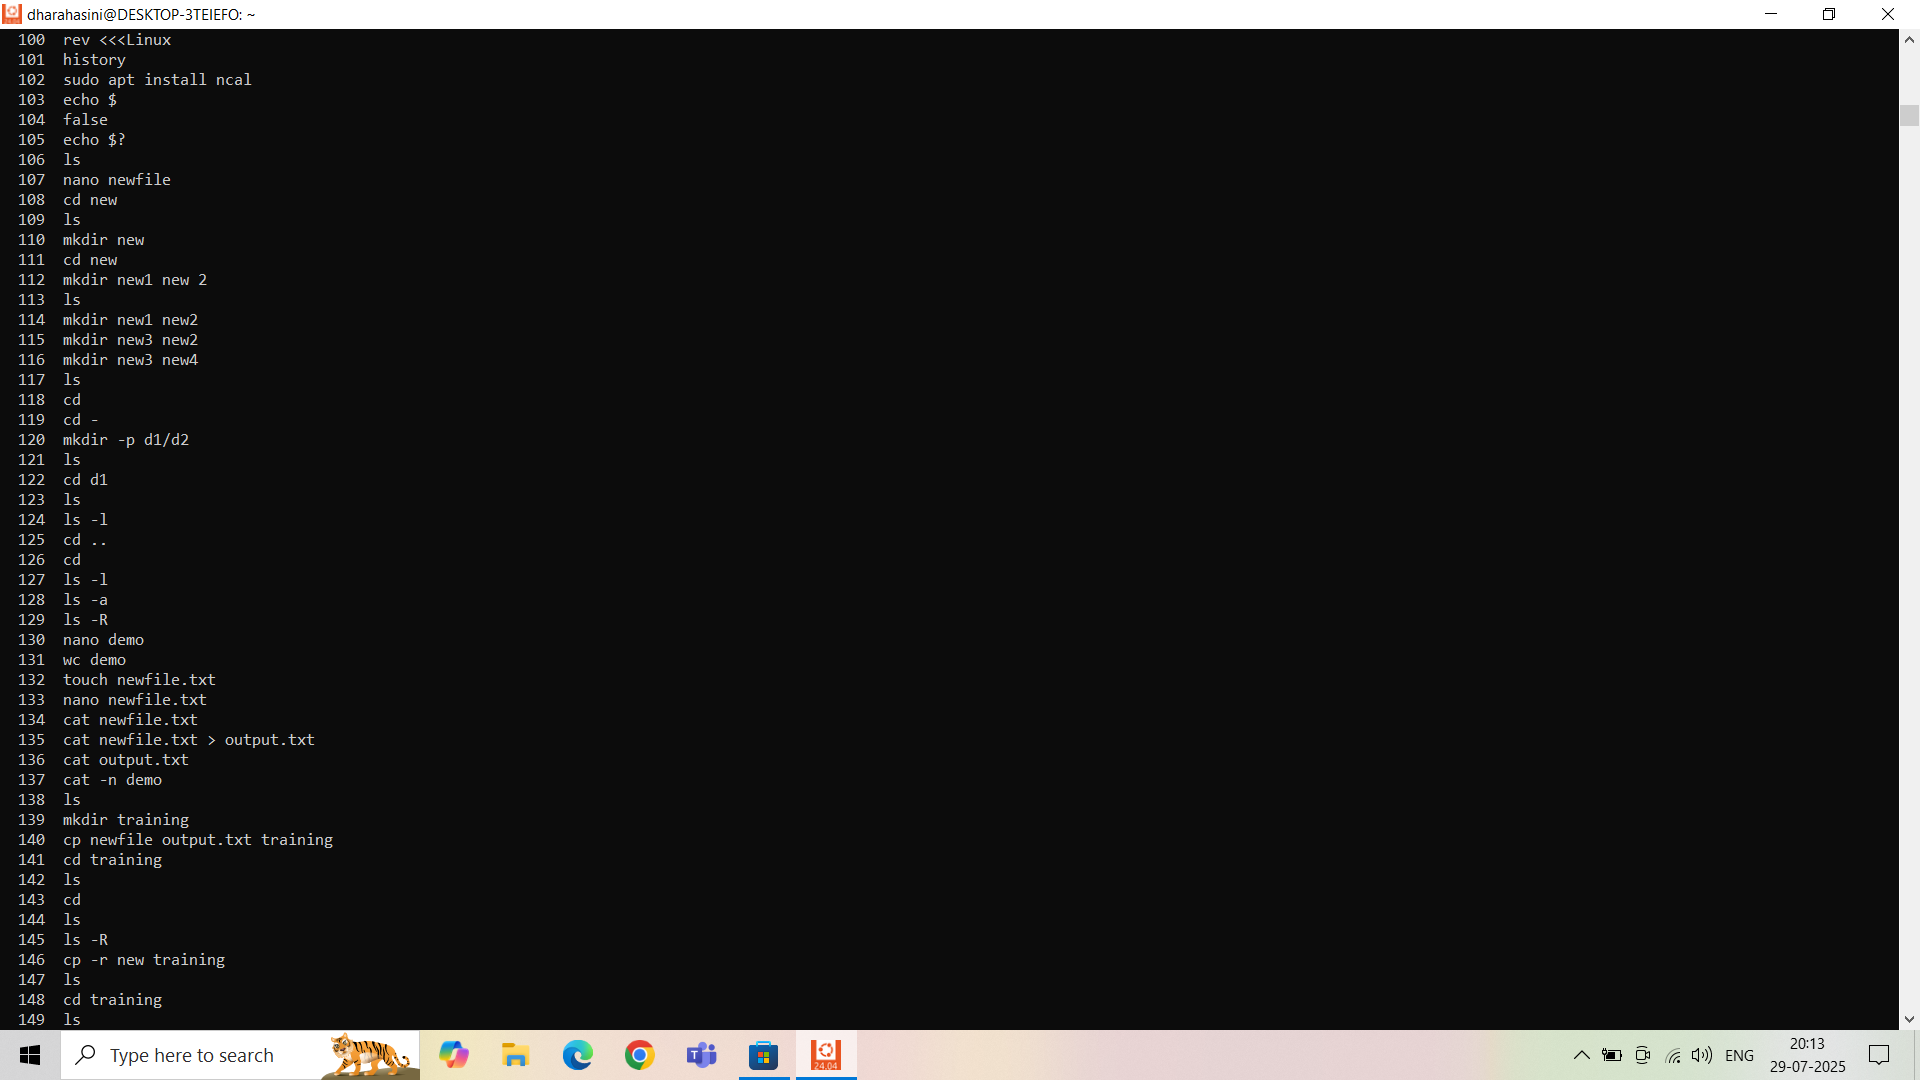 dharahasini@DESKTOP-3TEIEFO: ~
100 rev <<<Linux
101 history
102 sudo apt install ncal
103 echo $
104 false
105 echo $?
106 ls
107 nano newfile
108 cd new
109 ls
110 mkdir new
111 cd new
112 mkdir new1 new 2
113 ls
114 mkdir new1 new2
115 mkdir new3 new2
116 mkdir new3 new4
117 ls
118 cd
119 cd -
120 mkdir -p d1/d2
121 ls
122 cd d1
123 ls
124 ls -l
125 cd ..
126 cd
127 ls -l
128 ls -a
129 ls -R
130 nano demo
131 wc demo
132 touch newfile.txt
133 nano newfile.txt
134 cat newfile.txt
135 cat newfile.txt > output.txt
136 cat output.txt
137 cat -n demo
138 ls
139 mkdir training
140 cp newfile output.txt training
141 cd training
142 ls
143 cd
144 ls
145 ls -R
146 cp -r new training
147 ls
148 cd training
149 ls
Type here to search
24.04
ENG
20:13
29-07-2025